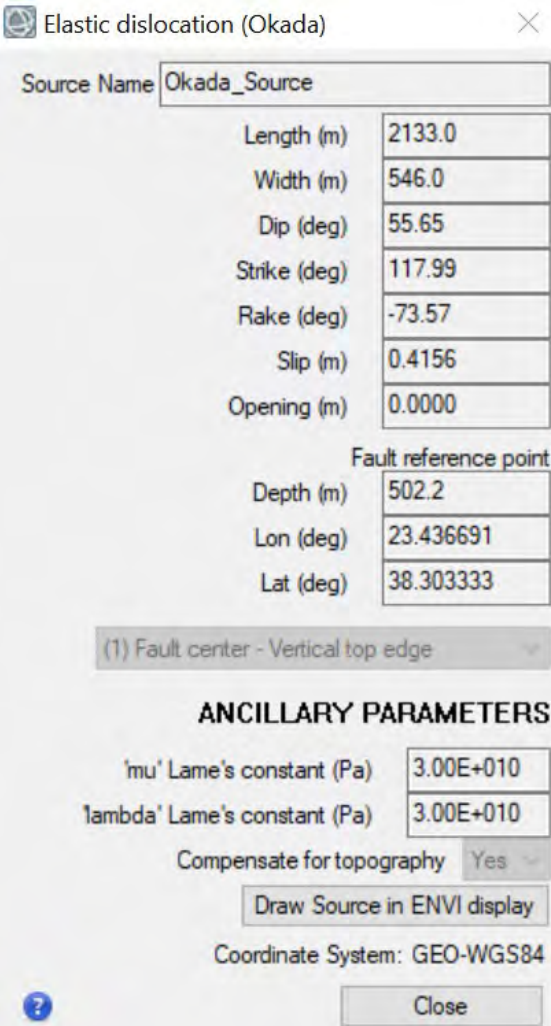 Elastic dislocation (Okada)
Source Name Okada_Source
Length (m) 2133.0
Width (m) 546.0
Dip (deg) 55.65
Strike (deg) 117.99
Rake (deg) -73.57
Slip (m) 0.4156
Opening (m) 0.0000
Fault reference point
Depth (m) 502.2
Lon (deg) 23.436691
Lat (deg) 38.303333
(1) Fault center - Vertical top edge
ANCILLARY PARAMETERS
'mu' Lame's constant (Pa) 3.00E+010
'lambda' Lame's constant (Pa) 3.00E+010
Compensate for topography Yes
Draw Source in ENVI display
Coordinate System: GEO-WGS84
? Close